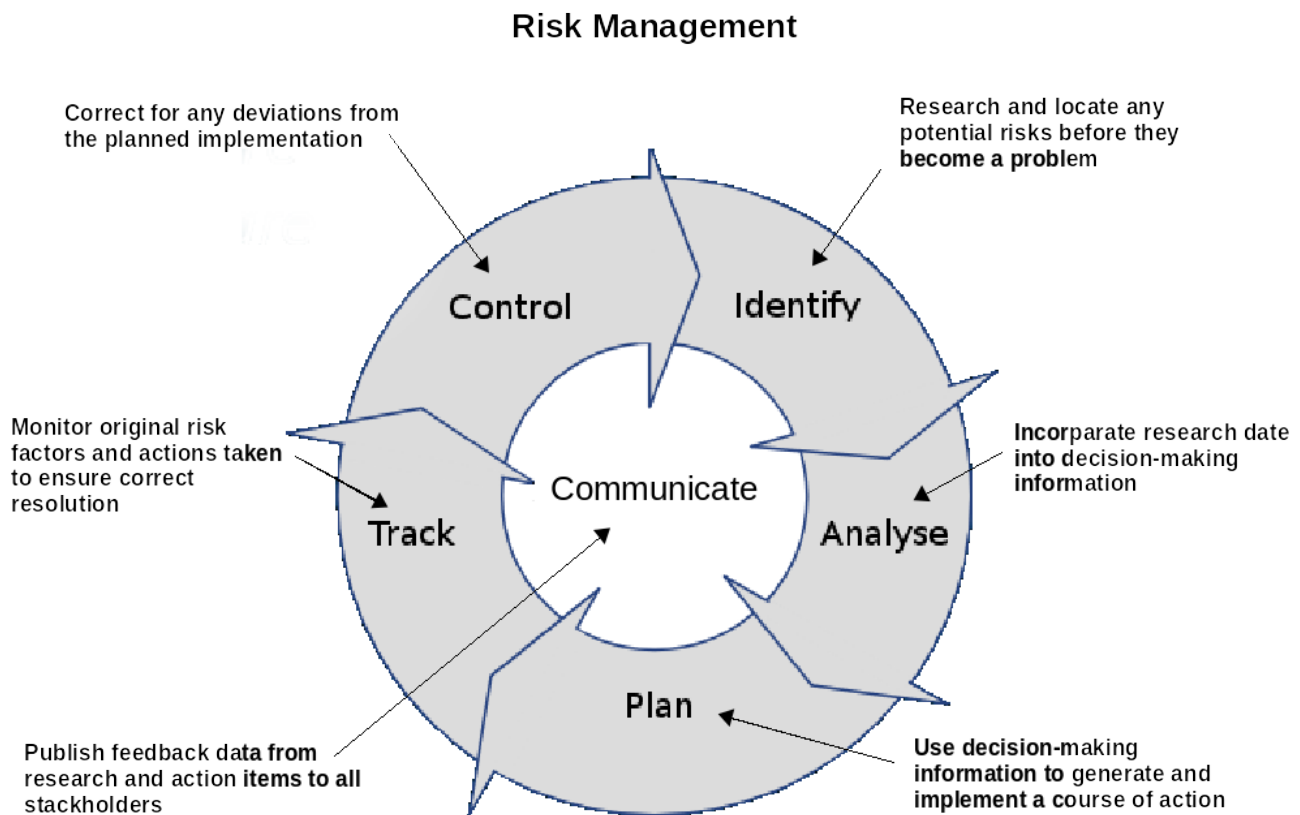 Risk Management
Correct for any deviations from
the planned implementation
Research and locate any
potential risks before they
become a problem
Control
Identify
Monitor original risk
factors and actions taken
to ensure correct
resolution
Incorparate research date
into decision-making
information
Communicate
Track
Analyse
Plan
Publish feedback data from
research and action items to all
stackholders
Use decision-making
information to generate and
implement a course of action